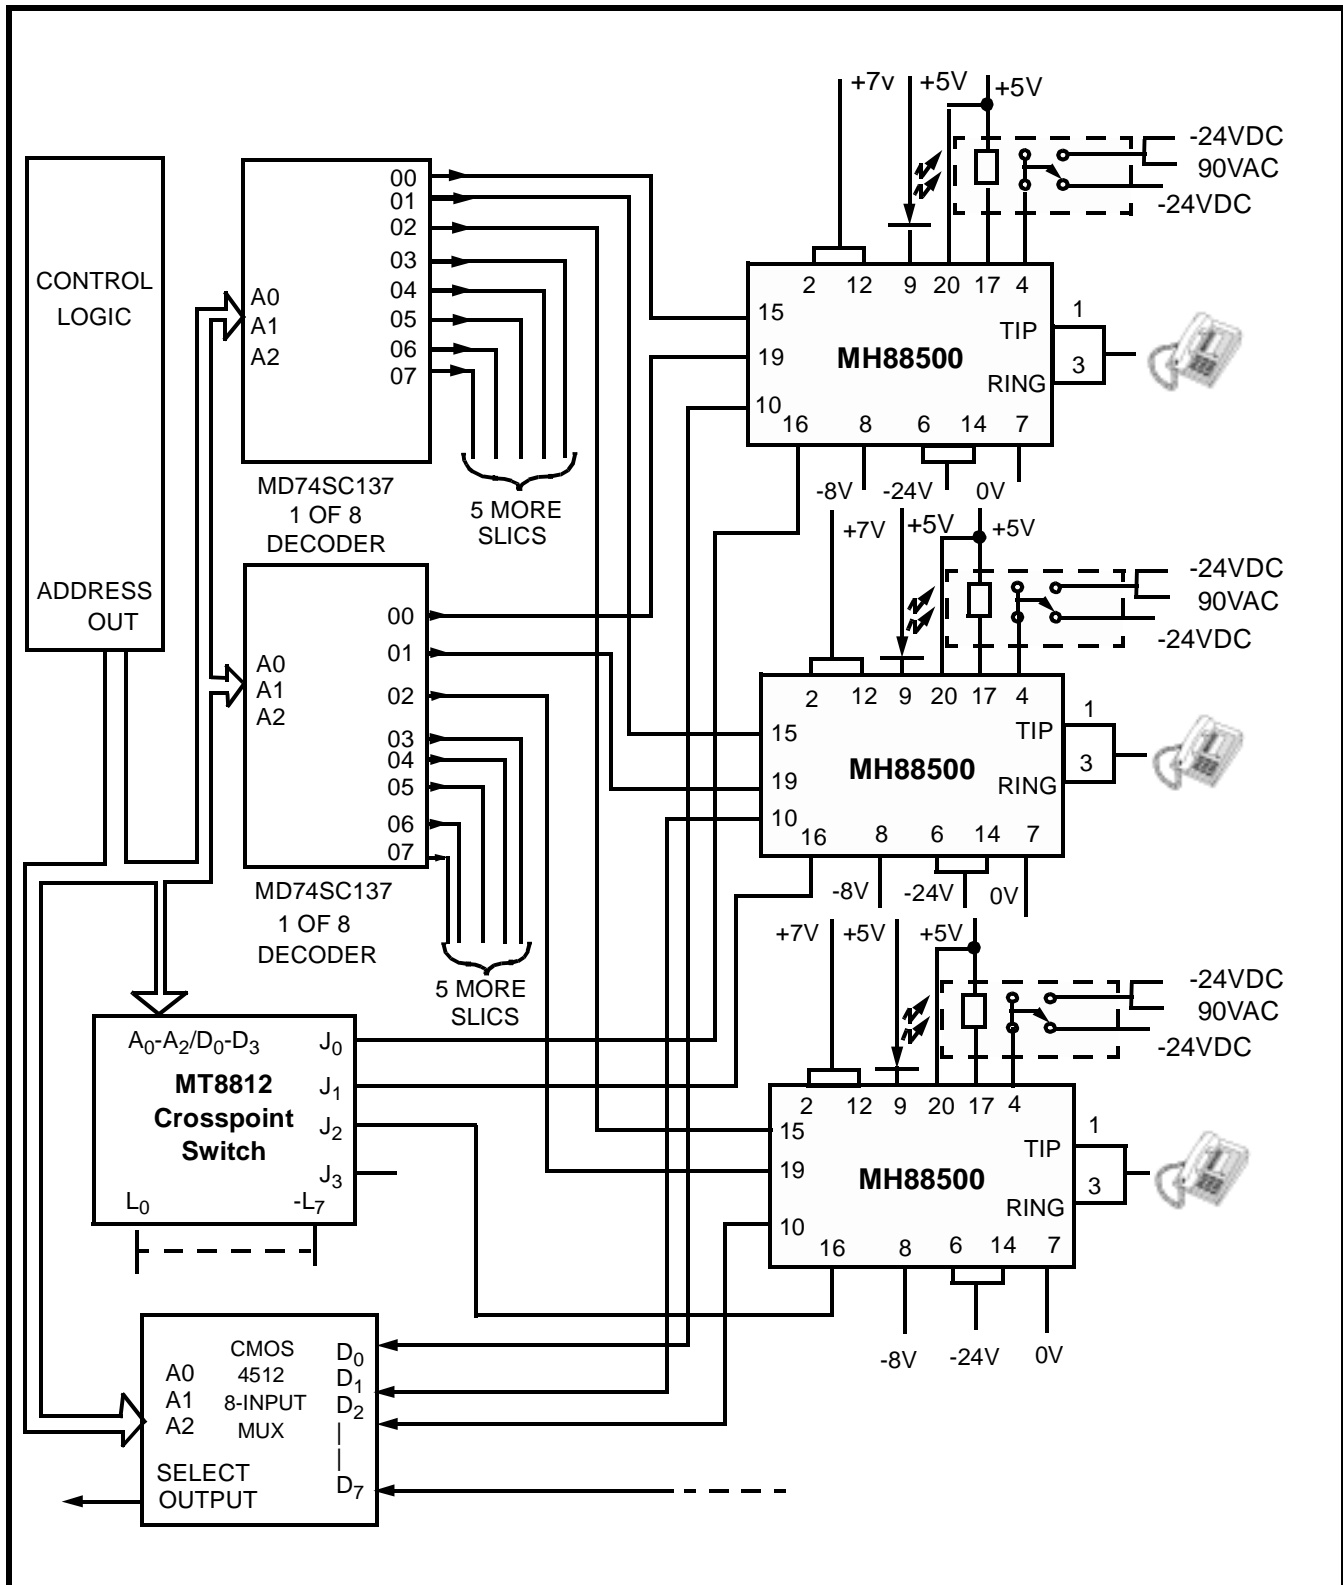 +7v
+5V
+5V
-24VDC
90VAC
-24VDC
CONTROL
LOGIC
ADDRESS
OUT
00
01
02
03
04
05
06
07
A0
A1
A2
MD74SC137
1 OF 8
DECODER
5 MORE
SLICS
2
12
9
20
17
4
15
19
10
16
8
6
14
7
MH88500
TIP
RING
1
3
-8V
-24V
0V
+7V
+5V
+5V
-24VDC
90VAC
-24VDC
00
01
02
03
04
05
06
07
A0
A1
A2
MD74SC137
1 OF 8
DECODER
5 MORE
SLICS
2
12
9
20
17
4
15
19
10
16
8
6
14
7
MH88500
TIP
RING
1
3
-8V
-24V
0V
+7V
+5V
+5V
-24VDC
90VAC
-24VDC
A0-A2/D0-D3
MT8812
Crosspoint
Switch
J0
J1
J2
J3
L0
-L7
2
12
9
20
17
4
15
19
10
16
8
6
14
7
MH88500
TIP
RING
1
3
-8V
-24V
0V
CMOS
4512
8-INPUT
MUX
A0
A1
A2
D0
D1
D2
|
|
D7
SELECT
OUTPUT